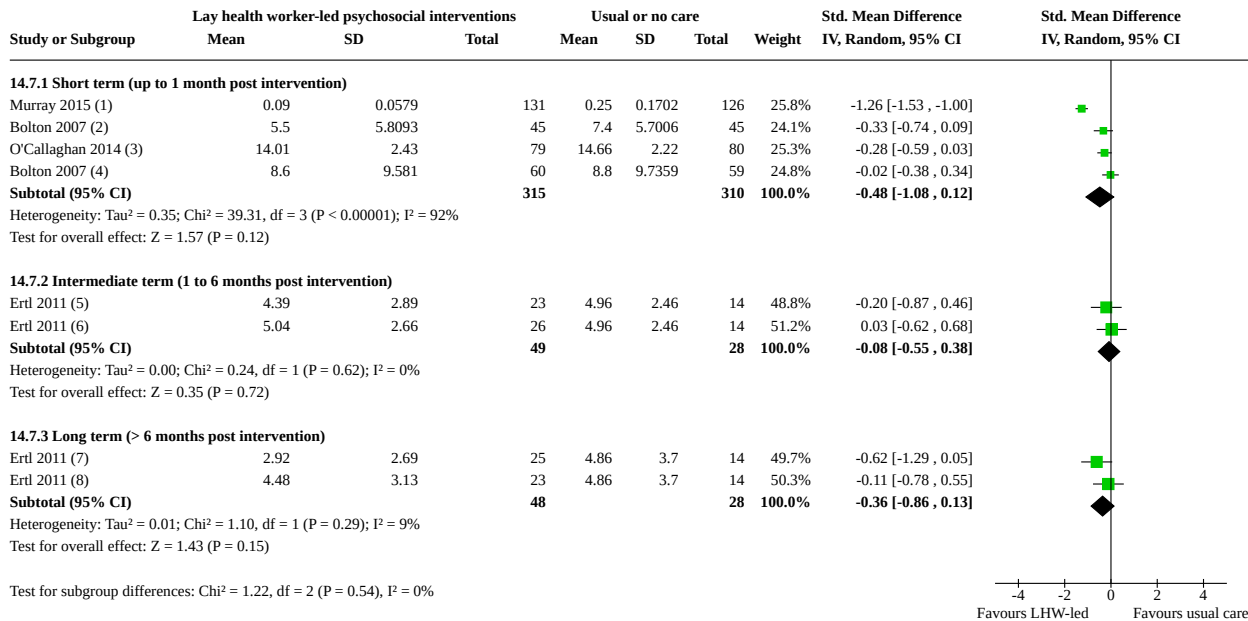 Lay health worker-led psychosocial interventions Usual or no care Std. Mean Difference Std. Mean Difference
Study or Subgroup Mean SD Total Mean SD Total Weight IV, Random, 95% CI IV, Random, 95% CI
14.7.1 Short term (up to 1 month post intervention)
Murray 2015 (1) 0.09 0.0579 131 0.25 0.1702 126 25.8% -1.26 [-1.53 , -1.00]
Bolton 2007 (2) 5.5 5.8093 45 7.4 5.7006 45 24.1% -0.33 [-0.74 , 0.09]
O'Callaghan 2014 (3) 14.01 2.43 79 14.66 2.22 80 25.3% -0.28 [-0.59 , 0.03]
Bolton 2007 (4) 8.6 9.581 60 8.8 9.7359 59 24.8% -0.02 [-0.38 , 0.34]
Subtotal (95% CI) 315 310 100.0% -0.48 [-1.08 , 0.12]
Heterogeneity: Tau² = 0.35; Chi² = 39.31, df = 3 (P < 0.00001); I² = 92%
Test for overall effect: Z = 1.57 (P = 0.12)
14.7.2 Intermediate term (1 to 6 months post intervention)
Ertl 2011 (5) 4.39 2.89 23 4.96 2.46 14 48.8% -0.20 [-0.87 , 0.46]
Ertl 2011 (6) 5.04 2.66 26 4.96 2.46 14 51.2% 0.03 [-0.62 , 0.68]
Subtotal (95% CI) 49 28 100.0% -0.08 [-0.55 , 0.38]
Heterogeneity: Tau² = 0.00; Chi² = 0.24, df = 1 (P = 0.62); I² = 0%
Test for overall effect: Z = 0.35 (P = 0.72)
14.7.3 Long term (> 6 months post intervention)
Ertl 2011 (7) 2.92 2.69 25 4.86 3.7 14 49.7% -0.62 [-1.29 , 0.05]
Ertl 2011 (8) 4.48 3.13 23 4.86 3.7 14 50.3% -0.11 [-0.78 , 0.55]
Subtotal (95% CI) 48 28 100.0% -0.36 [-0.86 , 0.13]
Heterogeneity: Tau² = 0.01; Chi² = 1.10, df = 1 (P = 0.29); I² = 9%
Test for overall effect: Z = 1.43 (P = 0.15)
Test for subgroup differences: Chi² = 1.22, df = 2 (P = 0.54), I² = 0%
-4 -2 0 2 4
Favours LHW-led Favours usual care